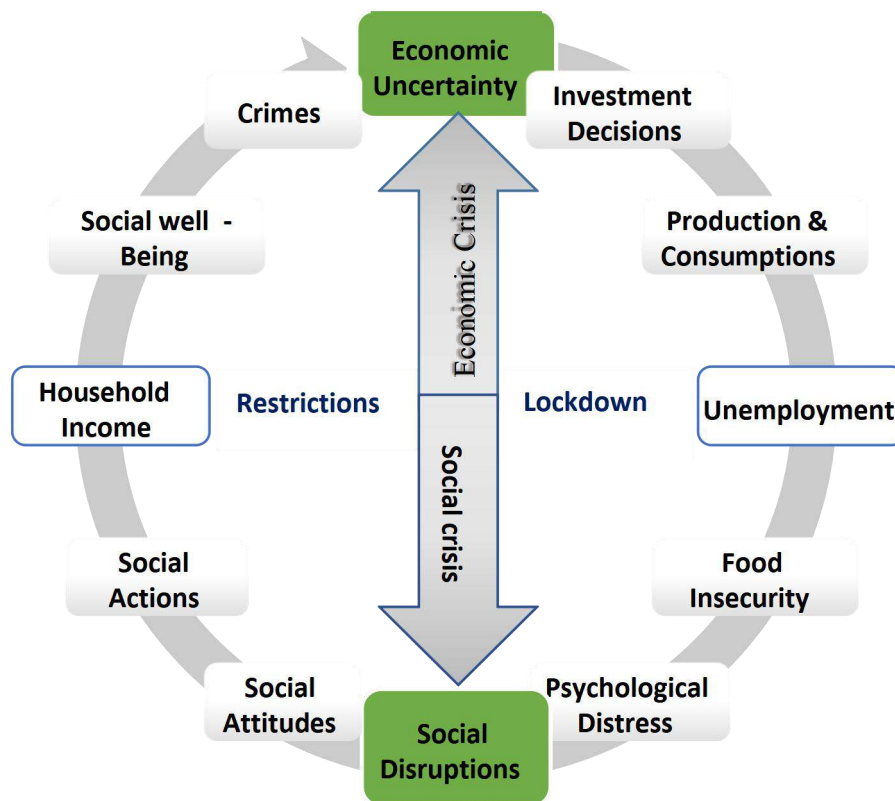 Economic
Uncertainty
Investment
Decisions
Production &
Consumptions
Unemployment
Food
Insecurity
Psychological
Distress
Social
Disruptions
Social
Attitudes
Social
Actions
Household
Income
Social well -
Being
Crimes
Restrictions
Lockdown
Economic Crisis
Social crisis